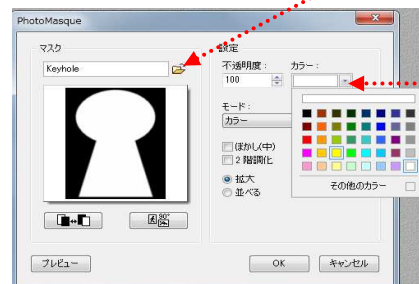 PhotoMasque
マスク
Keyhole
90°
プレビュー
設定
不透明度： カラー：
100
モード：
カラー
ぼかし(中)
2 階調化
拡大
並べる
その他のカラー
OK
キャンセル